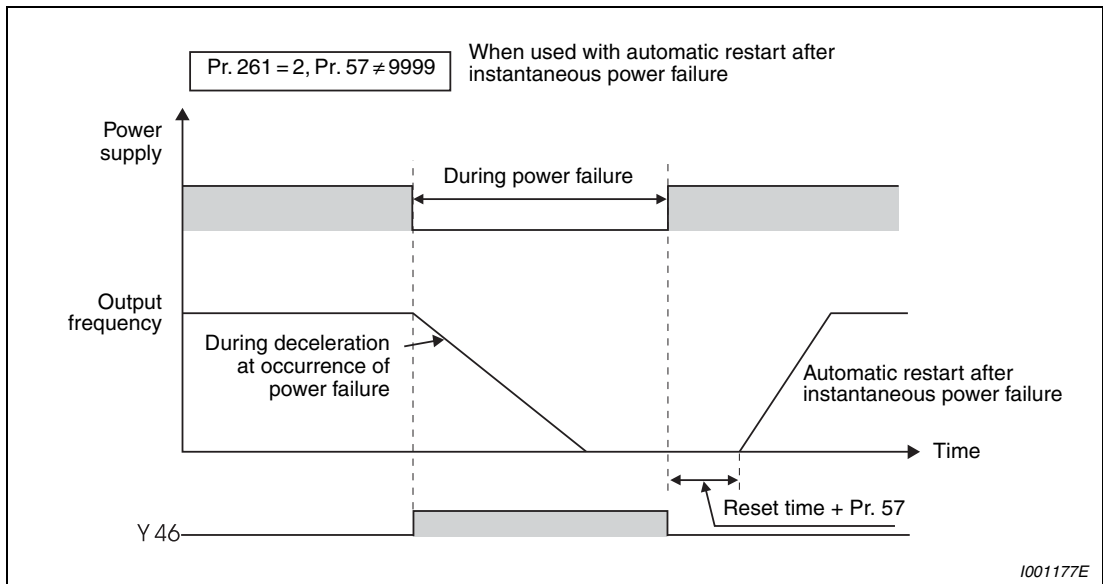 Pr. 261 = 2, Pr. 57 ≠ 9999
When used with automatic restart after
instantaneous power failure
Power
supply
During power failure
Output
frequency
During deceleration
at occurrence of
power failure
Automatic restart after
instantaneous power failure
Time
Reset time + Pr. 57
Y 46
I001177E